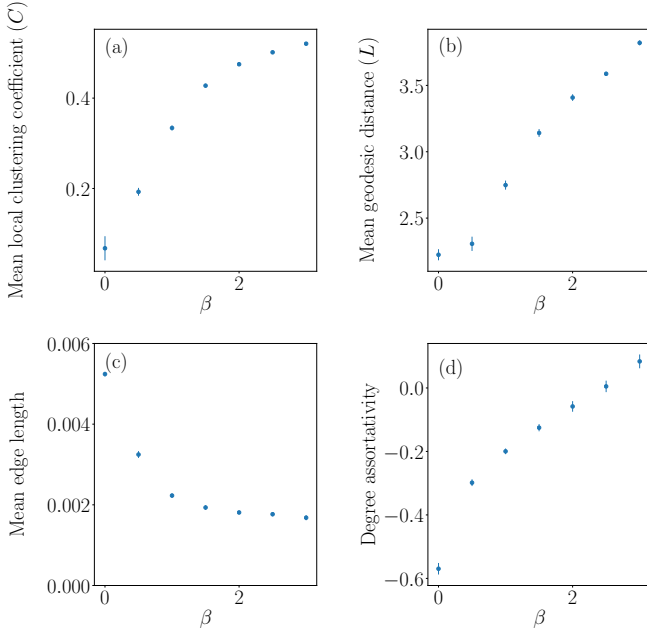 (a)
Mean local clustering coefficient (C)
0.4
0.2
0
2
β
(b)
Mean geodesic distance (L)
3.5
3.0
2.5
0
2
β
(c)
Mean edge length
0.006
0.004
0.002
0.000
0
2
β
(d)
Degree assortativity
0.0
−0.2
−0.4
−0.6
0
2
β